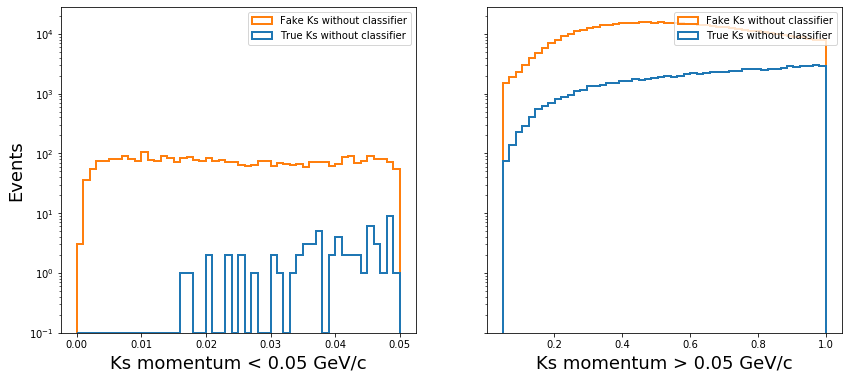 Fake Ks without classifier
True Ks without classifier
Fake Ks without classifier
True Ks without classifier
Events
10⁴
10³
10²
10¹
10⁰
10⁻¹
0.00 0.01 0.02 0.03 0.04 0.05
0.2 0.4 0.6 0.8 1.0
Ks momentum < 0.05 GeV/c
Ks momentum > 0.05 GeV/c